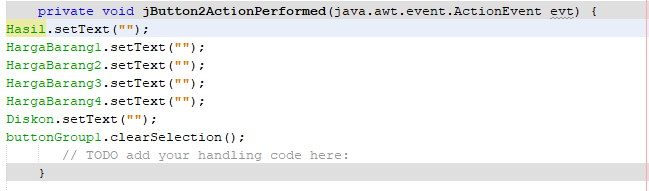 private void jButton2ActionPerformed(java.awt.event.ActionEvent evt) {
Hasil.setText("");
HargaBarang1.setText("");
HargaBarang2.setText("");
HargaBarang3.setText("");
HargaBarang4.setText("");
Diskon.setText("");
buttonGroup1.clearSelection();
// TODO add your handling code here:
}